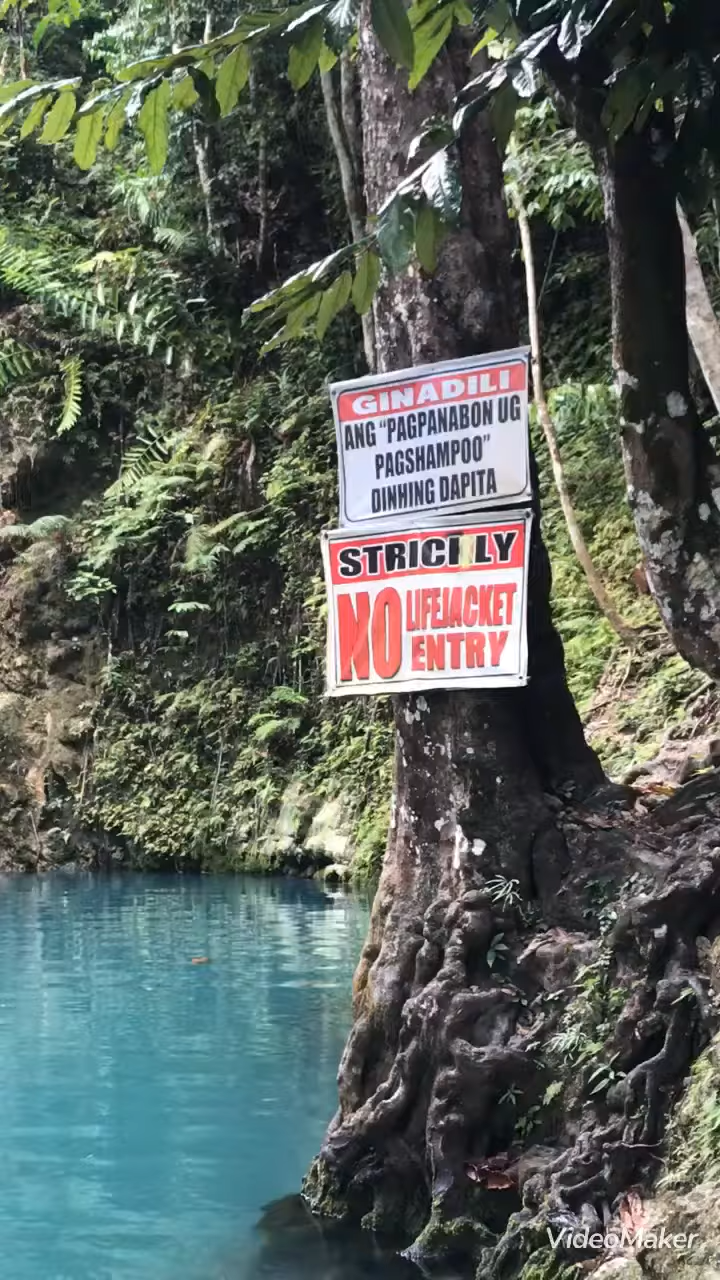 GINADILI
ANG "PAGPANABON UG
PAGSHAMPOO"
DINHING DAPITA
STRICTLY
NO LIFEJACKET
ENTRY
VideoMaker